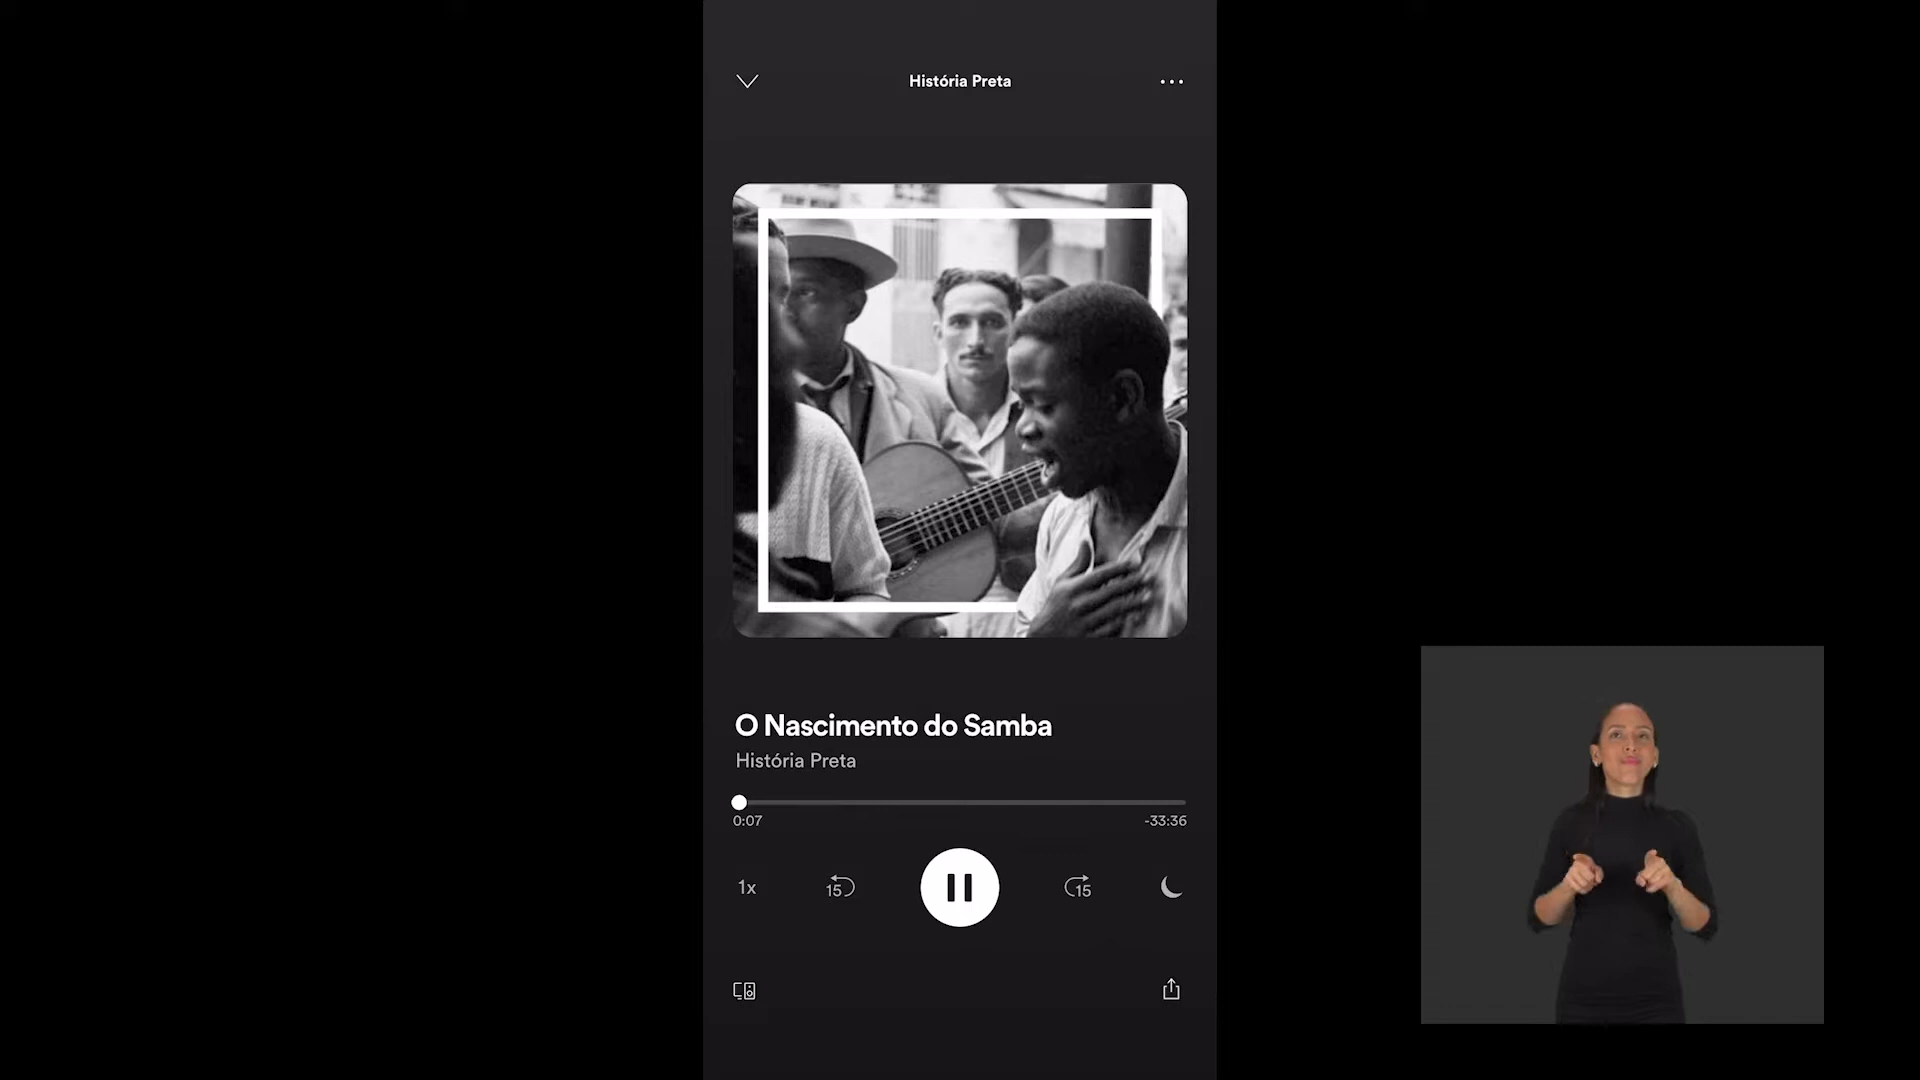 História Preta
O Nascimento do Samba
História Preta
0:07
-33:36
1x
15
15